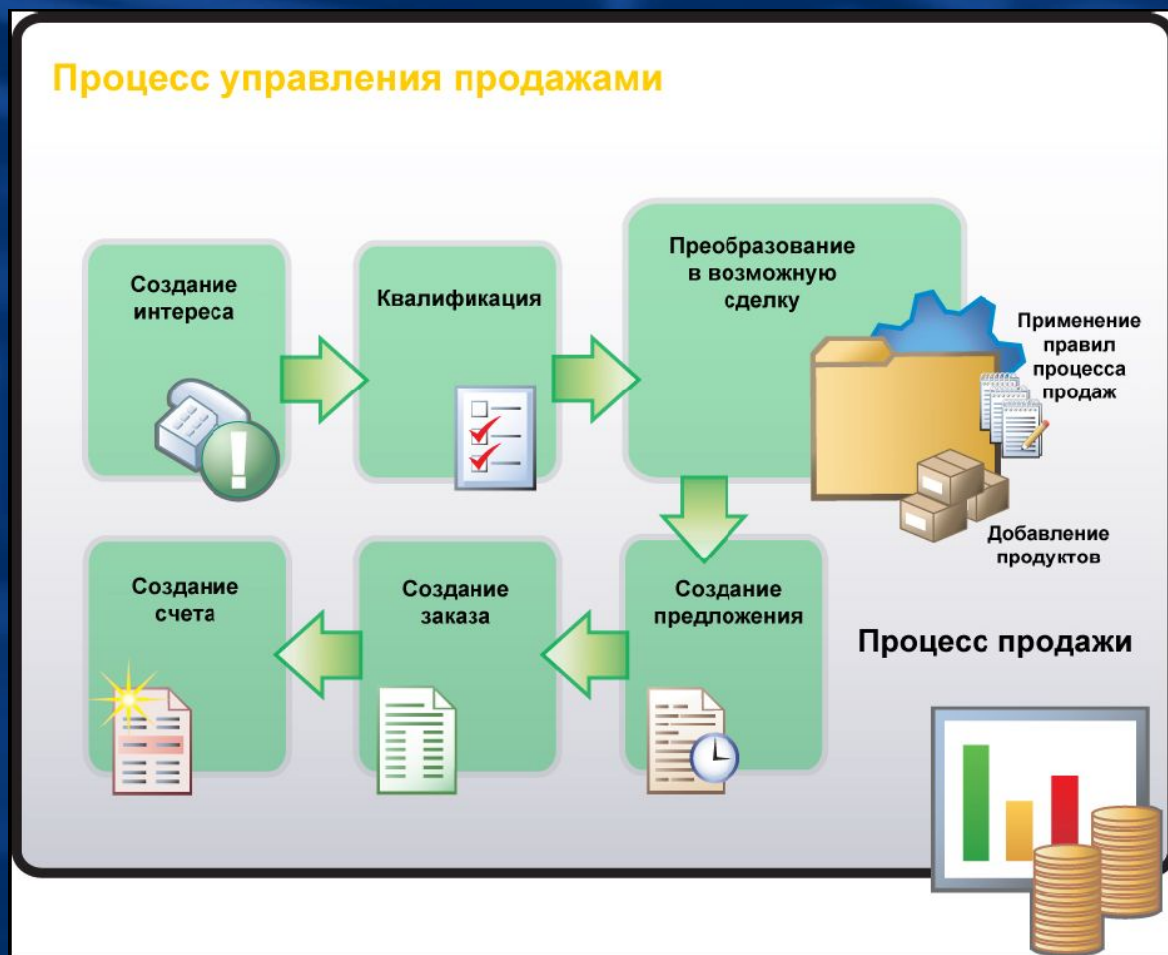 Процесс управления продажами
Создание
интереса
Квалификация
Преобразование
в возможную
сделку
Применение
правил
процесса
продаж
Добавление
продуктов
Создание
предложения
Создание
заказа
Создание
счета
Процесс продажи